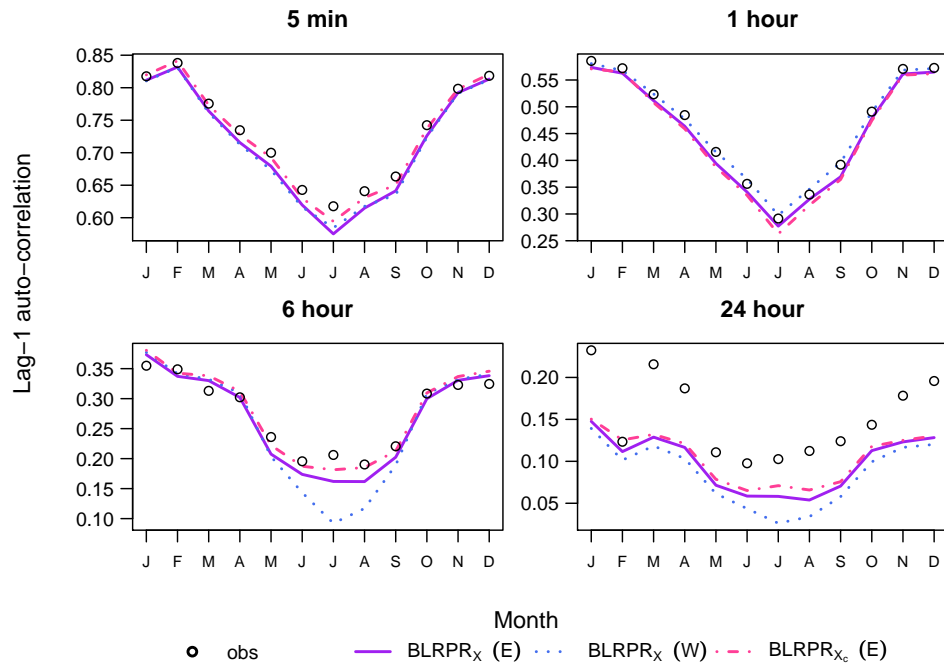 5 min
1 hour
0.85
0.80
0.75
0.70
0.65
0.60
J F M A M J J A S O N D
0.55
0.50
0.45
0.40
0.35
0.30
0.25
J F M A M J J A S O N D
Lag−1 auto−correlation
6 hour
24 hour
0.35
0.30
0.25
0.20
0.15
0.10
J F M A M J J A S O N D
0.20
0.15
0.10
0.05
J F M A M J J A S O N D
Month
obs BLRPRX (E) BLRPRX (W) BLRPRXc (E)